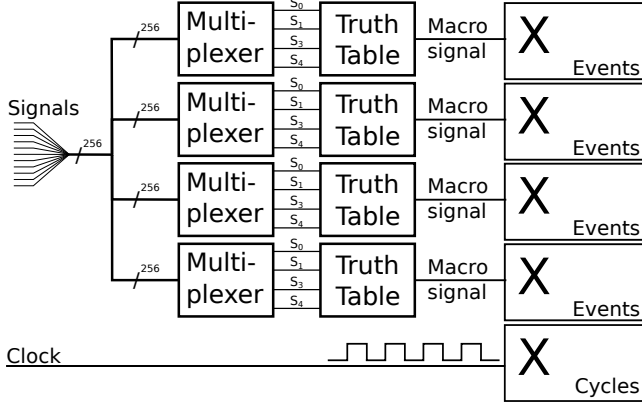 256
Multi-
plexer
S0
S1
S3
S4
Truth
Table
Macro
signal
X
Events
Signals
256
256
Multi-
plexer
S0
S1
S3
S4
Truth
Table
Macro
signal
X
Events
256
Multi-
plexer
S0
S1
S3
S4
Truth
Table
Macro
signal
X
Events
256
Multi-
plexer
S0
S1
S3
S4
Truth
Table
Macro
signal
X
Events
Clock
X
Cycles